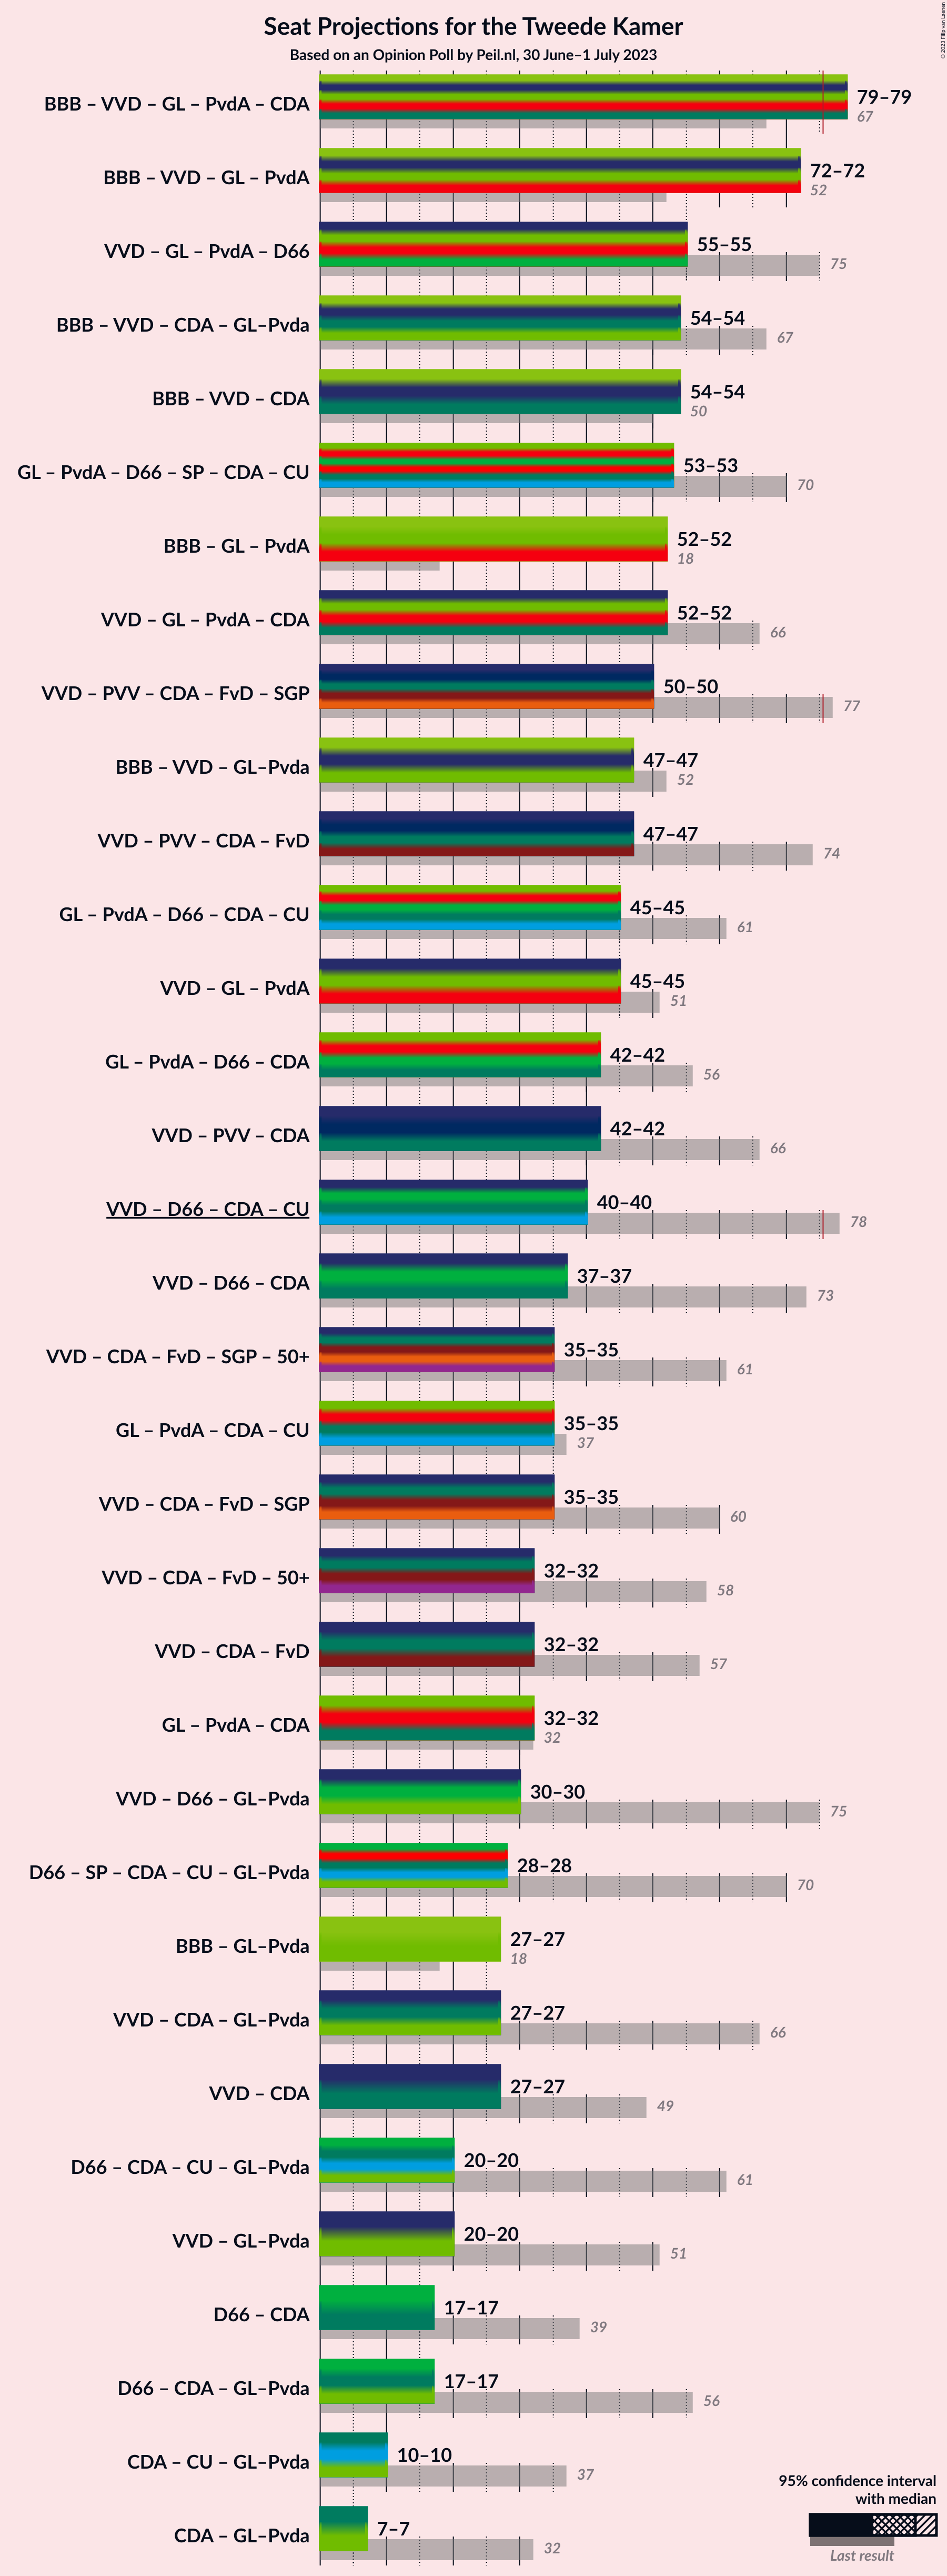 Seat Projections for the Tweede Kamer
Based on an Opinion Poll by Peil.nl, 30 June–1 July 2023
© 2023 Filip van Laenen
BBB – VVD – GL – PvdA – CDA
79–79
67
BBB – VVD – GL – PvdA
72–72
52
VVD – GL – PvdA – D66
55–55
75
BBB – VVD – CDA – GL–Pvda
54–54
67
BBB – VVD – CDA
54–54
50
GL – PvdA – D66 – SP – CDA – CU
53–53
70
BBB – GL – PvdA
52–52
18
VVD – GL – PvdA – CDA
52–52
66
VVD – PVV – CDA – FvD – SGP
50–50
77
BBB – VVD – GL–Pvda
47–47
52
VVD – PVV – CDA – FvD
47–47
74
GL – PvdA – D66 – CDA – CU
45–45
61
VVD – GL – PvdA
45–45
51
GL – PvdA – D66 – CDA
42–42
56
VVD – PVV – CDA
42–42
66
VVD – D66 – CDA – CU
40–40
78
VVD – D66 – CDA
37–37
73
VVD – CDA – FvD – SGP – 50+
35–35
61
GL – PvdA – CDA – CU
35–35
37
VVD – CDA – FvD – SGP
35–35
60
VVD – CDA – FvD – 50+
32–32
58
VVD – CDA – FvD
32–32
57
GL – PvdA – CDA
32–32
32
VVD – D66 – GL–Pvda
30–30
75
D66 – SP – CDA – CU – GL–Pvda
28–28
70
BBB – GL–Pvda
27–27
18
VVD – CDA – GL–Pvda
27–27
66
VVD – CDA
27–27
49
D66 – CDA – CU – GL–Pvda
20–20
61
VVD – GL–Pvda
20–20
51
D66 – CDA
17–17
39
D66 – CDA – GL–Pvda
17–17
56
CDA – CU – GL–Pvda
10–10
37
CDA – GL–Pvda
7–7
32
95% confidence interval
with median
Last result